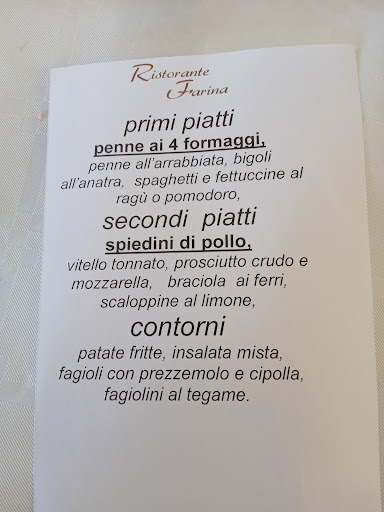 Ristorante
Farina
primi piatti
penne ai 4 formaggi,
penne all'arrabbiata, bigoli
all'anatra, spaghetti e fettuccine al
ragù o pomodoro,
secondi piatti
spiedini di pollo,
vitello tonnato, prosciutto crudo e
mozzarella, braciola ai ferri,
scaloppine al limone,
contorni
patate fritte, insalata mista,
fagioli con prezzemolo e cipolla,
fagiolini al tegame.